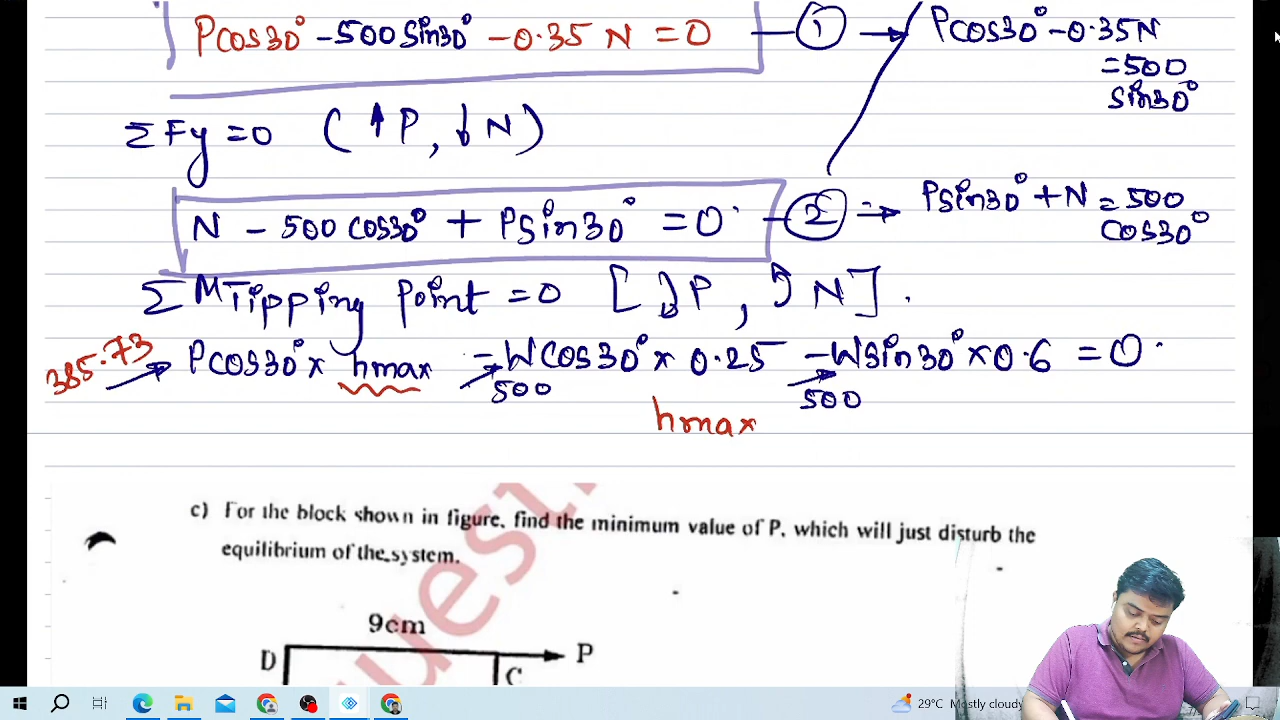 Pcos30° - 500 Sin30° - 0.35 N = 0 — 1 → Pcos30° - 0.35N
= 500
Sin30°
ΣFy = 0 (↑ P, ↓ N)
N - 500 cos30° + Psin30° = 0 — 2 → Psin30° + N = 500
Cos30°
ΣM Tipping Point = 0 [↓ P, ↺ N].
385.73
Pcos30° × hmax - WCos30° × 0.25 - WSin30° × 0.6 = 0
500
500
hmax
c) For the block shown in figure, find the minimum value of P, which will just disturb the
equilibrium of the system.
9cm
D
P
C
29°C Mostly cloudy